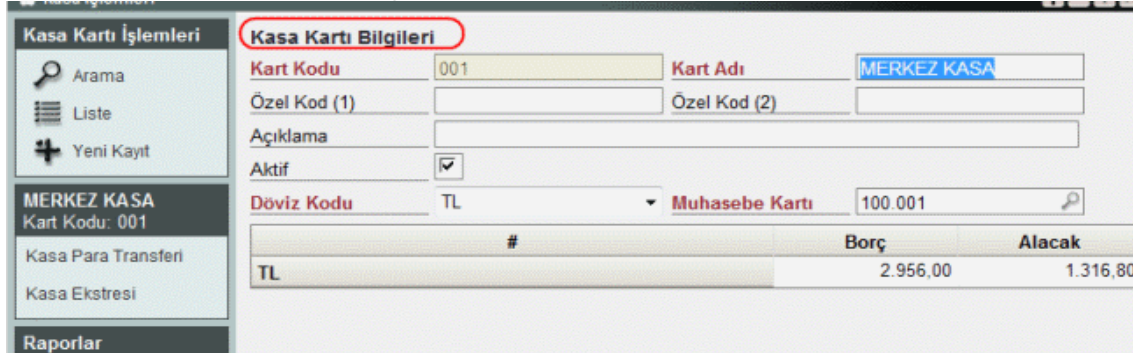 Kasa Kartı İşlemleri
Arama
Liste
Yeni Kayıt
MERKEZ KASA
Kart Kodu: 001
Kasa Para Transferi
Kasa Ekstresi
Raporlar
Kasa Kartı Bilgileri
Kart Kodu 001 Kart Adı MERKEZ KASA
Özel Kod (1) Özel Kod (2)
Açıklama
Aktif
Döviz Kodu TL Muhasebe Kartı 100.001
# Borç Alacak
TL 2.956,00 1.316,80